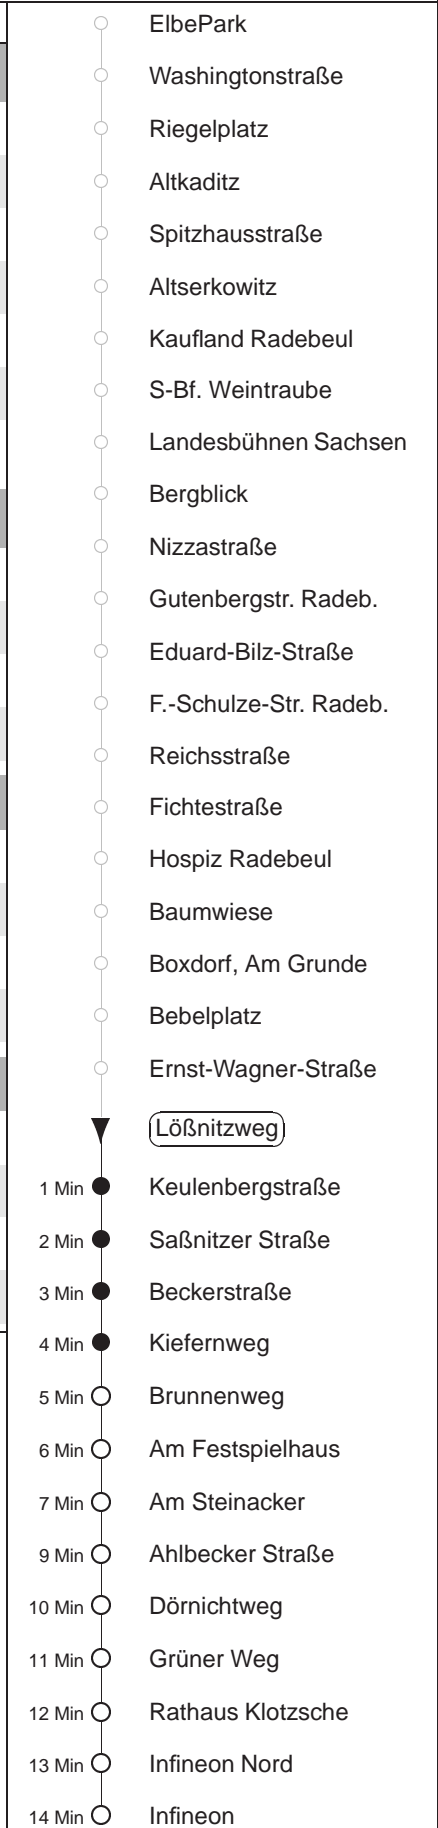 ElbePark
Washingtonstraße
Riegelplatz
Altkaditz
Spitzhausstraße
Altserkowitz
Kaufland Radebeul
S-Bf. Weintraube
Landesbühnen Sachsen
Bergblick
Nizzastraße
Gutenbergstr. Radeb.
Eduard-Bilz-Straße
F.-Schulze-Str. Radeb.
Reichsstraße
Fichtestraße
Hospiz Radebeul
Baumwiese
Boxdorf, Am Grunde
Bebelplatz
Ernst-Wagner-Straße
Lößnitzweg
1 Min Keulenbergstraße
2 Min Saßnitzer Straße
3 Min Beckerstraße
4 Min Kiefernweg
5 Min Brunnenweg
6 Min Am Festspielhaus
7 Min Am Steinacker
9 Min Ahlbecker Straße
10 Min Dörnichtweg
11 Min Grüner Weg
12 Min Rathaus Klotzsche
13 Min Infineon Nord
14 Min Infineon